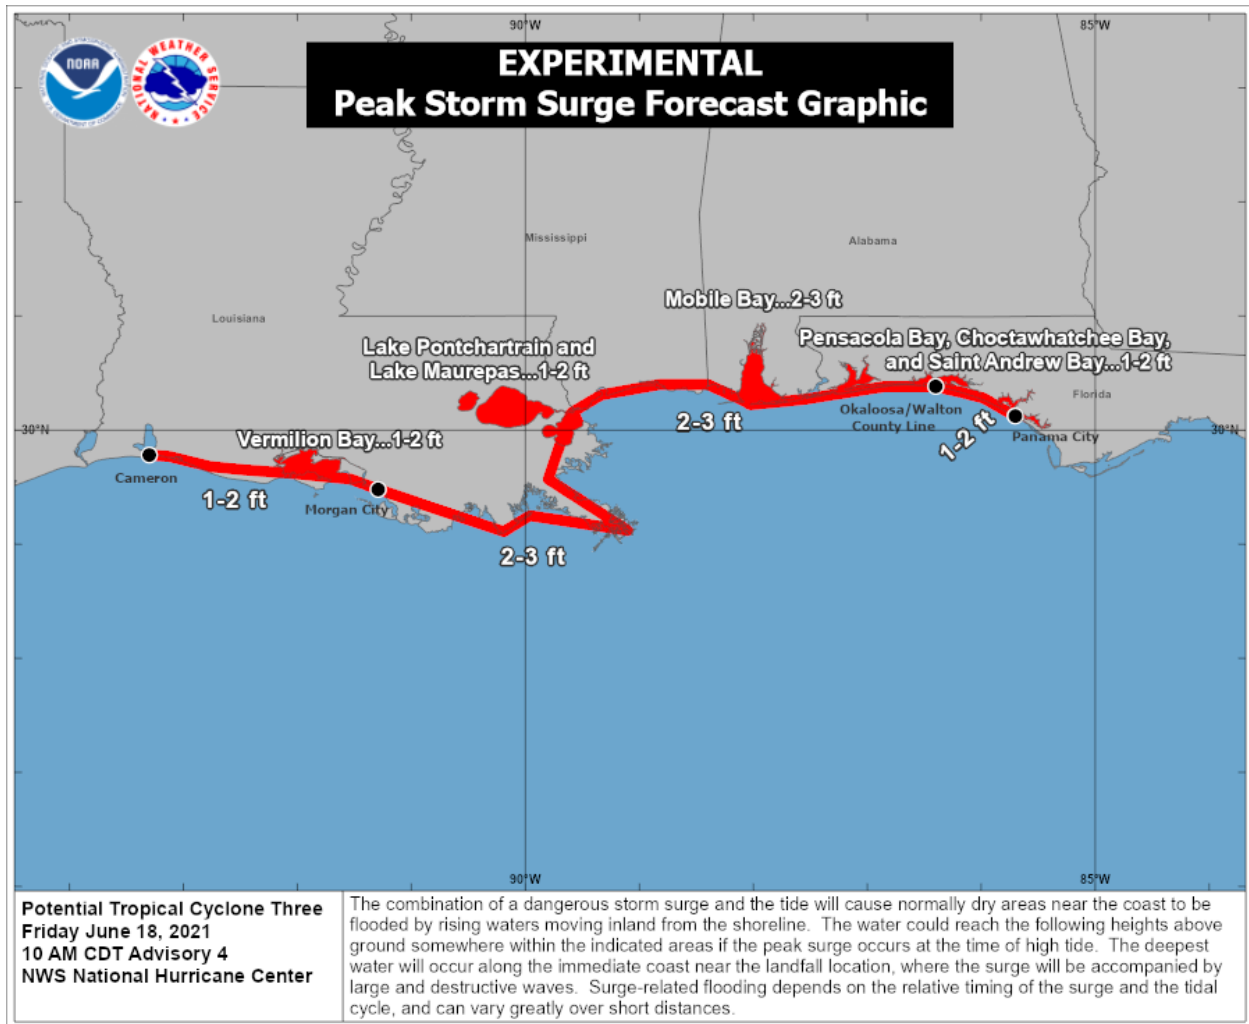 90°W
85°W
NOAA
NATIONAL WEATHER SERVICE
EXPERIMENTAL
Peak Storm Surge Forecast Graphic
Mississippi
Alabama
Louisiana
Mobile Bay...2-3 ft
Lake Pontchartrain and
Lake Maurepas...1-2 ft
Pensacola Bay, Choctawhatchee Bay,
and Saint Andrew Bay...1-2 ft
Florida
Okaloosa/Walton
County Line
2-3 ft
1-2 ft
Panama City
30°N
30°N
Vermilion Bay...1-2 ft
Cameron
1-2 ft
Morgan City
2-3 ft
90°W
85°W
Potential Tropical Cyclone Three
Friday June 18, 2021
10 AM CDT Advisory 4
NWS National Hurricane Center
The combination of a dangerous storm surge and the tide will cause normally dry areas near the coast to be
flooded by rising waters moving inland from the shoreline. The water could reach the following heights above
ground somewhere within the indicated areas if the peak surge occurs at the time of high tide. The deepest
water will occur along the immediate coast near the landfall location, where the surge will be accompanied by
large and destructive waves. Surge-related flooding depends on the relative timing of the surge and the tidal
cycle, and can vary greatly over short distances.